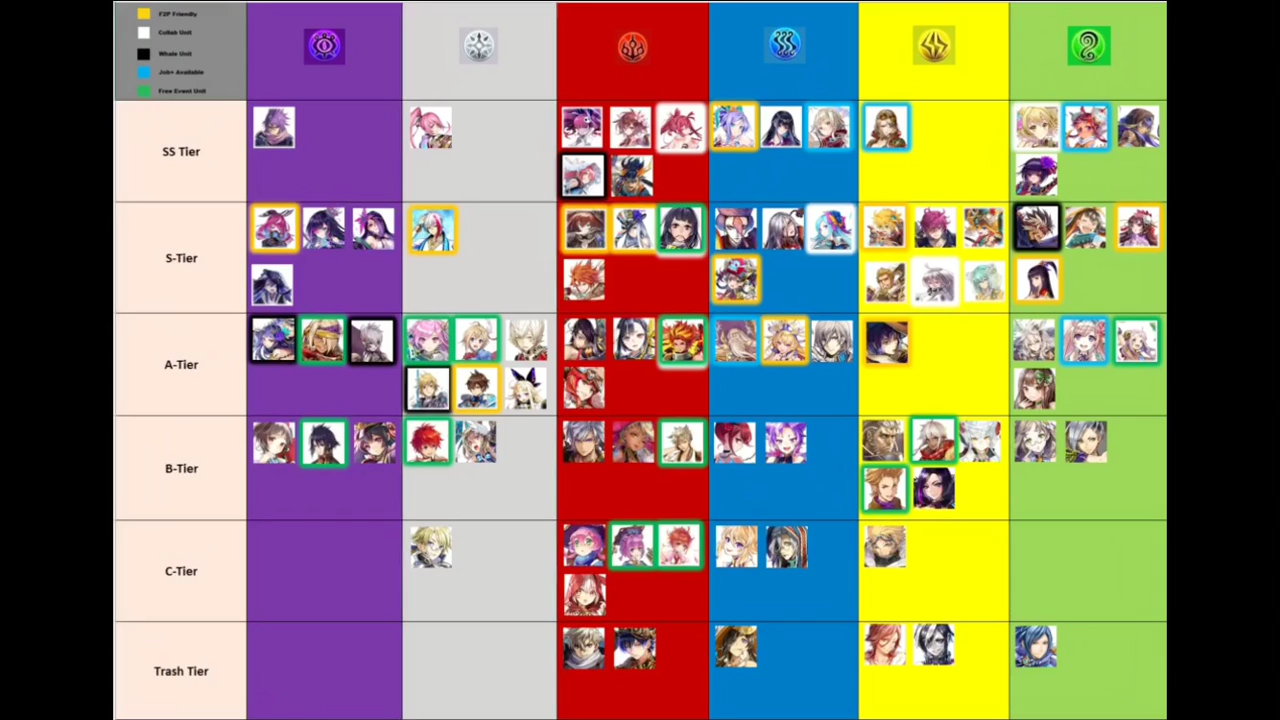 F2P Friendly
Collab Unit
Whale Unit
Job+ Available
Free Event Unit
SS Tier
S-Tier
A-Tier
B-Tier
C-Tier
Trash Tier